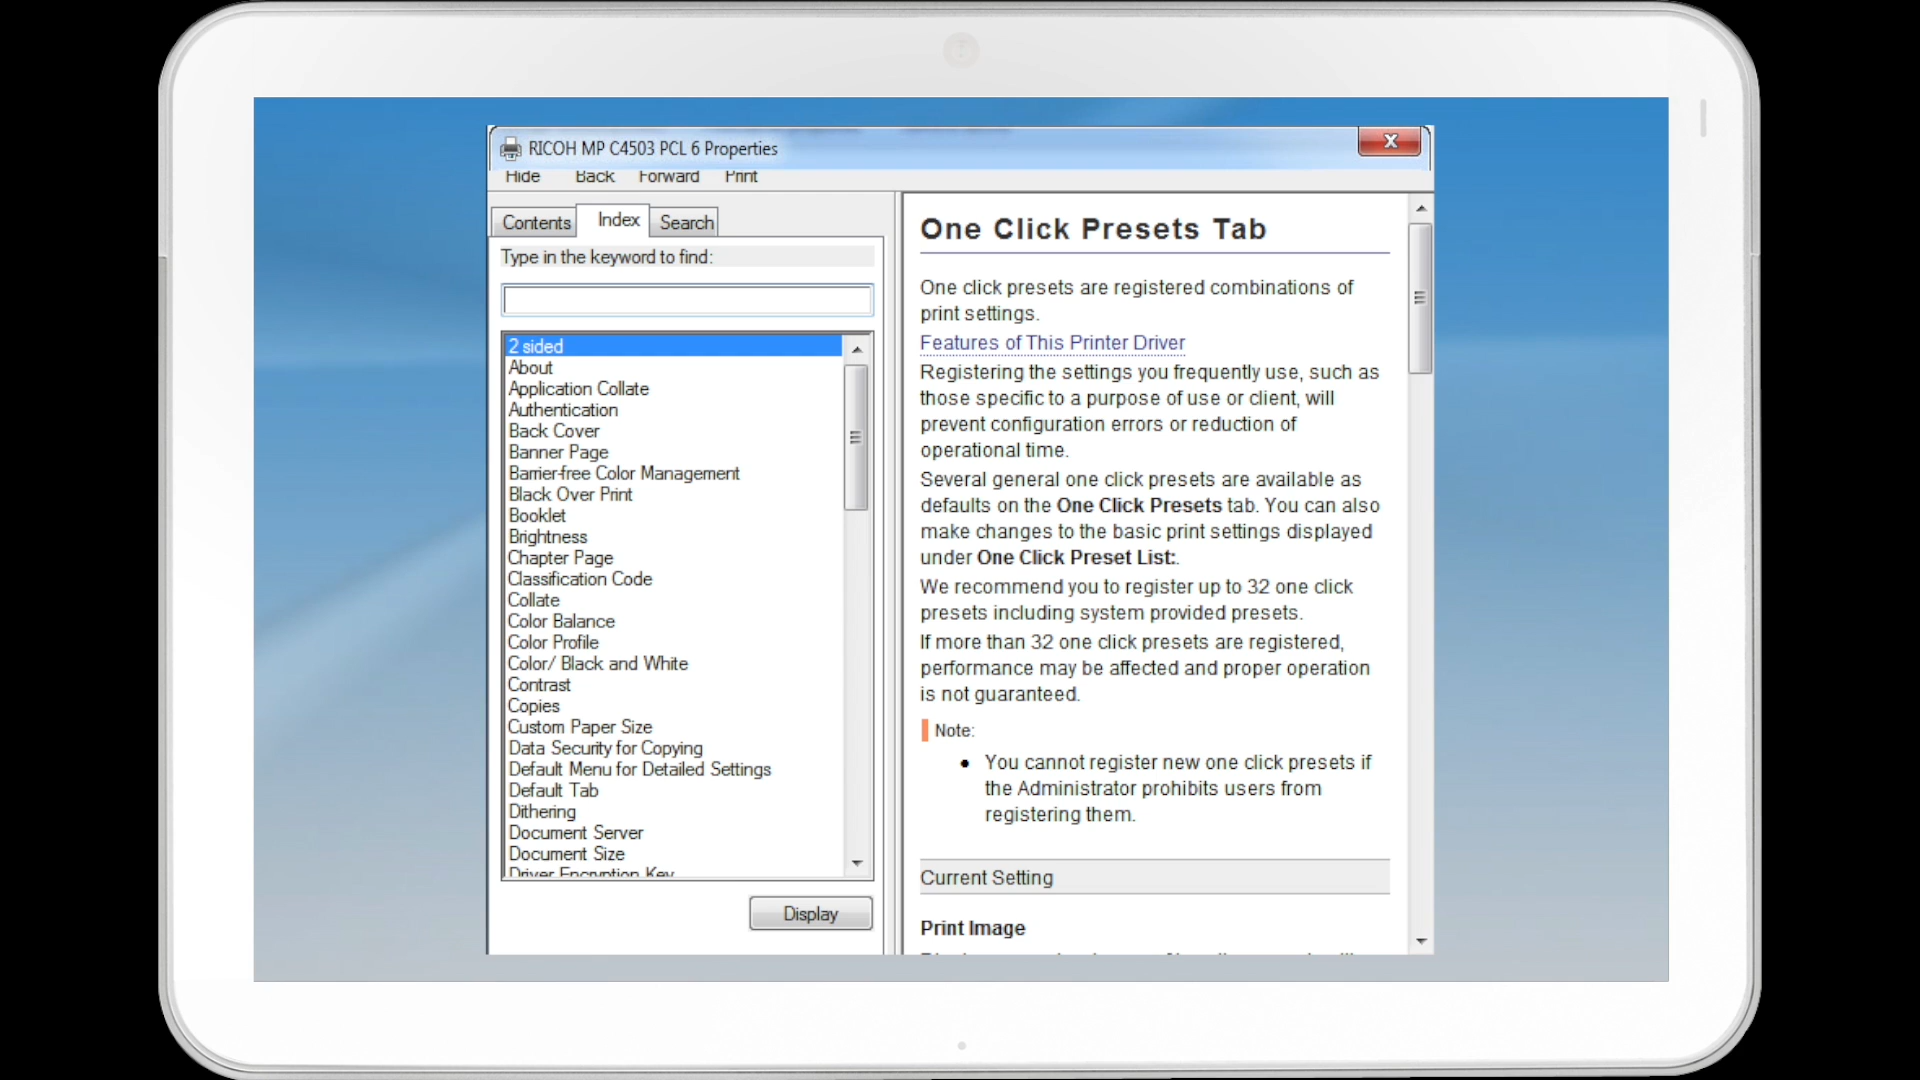 RICOH MP C4503 PCL 6 Properties
Hide Back Forward Print
Contents Index Search
Type in the keyword to find:
2 sided
About
Application Collate
Authentication
Back Cover
Banner Page
Barrier-free Color Management
Black Over Print
Booklet
Brightness
Chapter Page
Classification Code
Collate
Color Balance
Color Profile
Color/ Black and White
Contrast
Copies
Custom Paper Size
Data Security for Copying
Default Menu for Detailed Settings
Default Tab
Dithering
Document Server
Document Size
Driver Encryption Key
Display
One Click Presets Tab
One click presets are registered combinations of
print settings.
Features of This Printer Driver
Registering the settings you frequently use, such as
those specific to a purpose of use or client, will
prevent configuration errors or reduction of
operational time.
Several general one click presets are available as
defaults on the One Click Presets tab. You can also
make changes to the basic print settings displayed
under One Click Preset List:.
We recommend you to register up to 32 one click
presets including system provided presets.
If more than 32 one click presets are registered,
performance may be affected and proper operation
is not guaranteed.
Note:
You cannot register new one click presets if
the Administrator prohibits users from
registering them.
Current Setting
Print Image